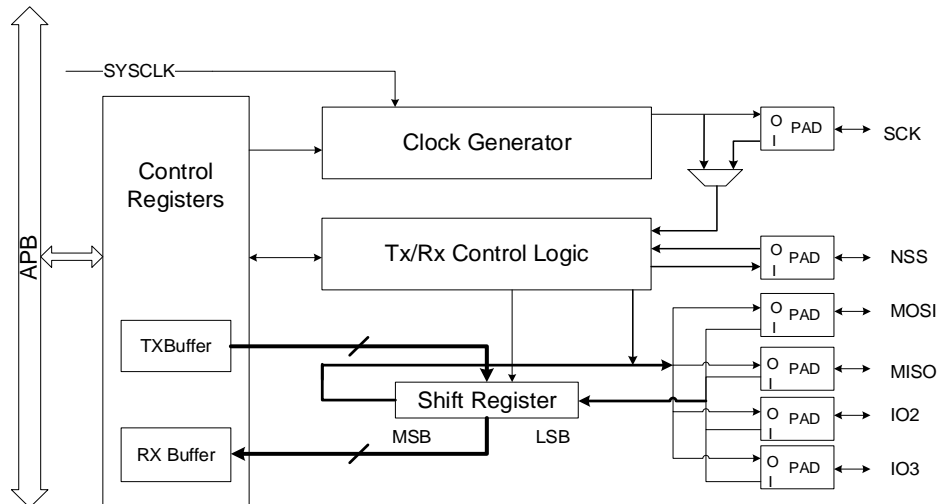 SYSCLK
APB
Control
Registers
Clock Generator
Tx/Rx Control Logic
TXBuffer
RX Buffer
Shift Register
MSB
LSB
O
I
PAD
SCK
O
I
PAD
NSS
O
I
PAD
MOSI
O
I
PAD
MISO
O
I
PAD
IO2
O
I
PAD
IO3